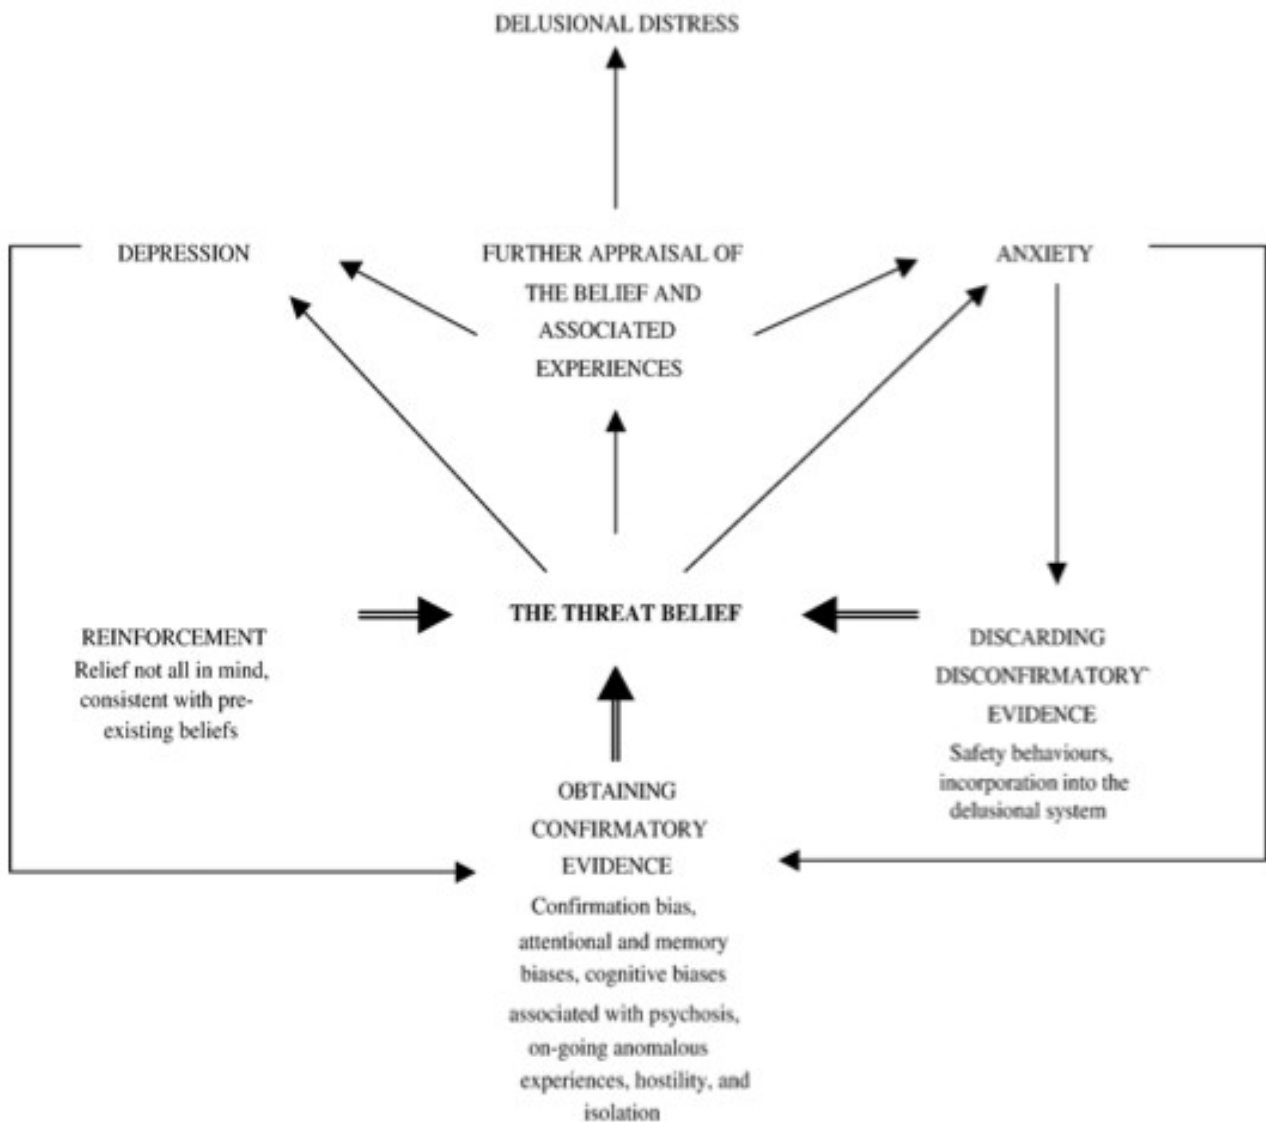 DELUSIONAL DISTRESS
DEPRESSION
FURTHER APPRAISAL OF
THE BELIEF AND
ASSOCIATED
EXPERIENCES
ANXIETY
THE THREAT BELIEF
REINFORCEMENT
Relief not all in mind,
consistent with pre-
existing beliefs
DISCARDING
DISCONFIRMATORY
EVIDENCE
Safety behaviours,
incorporation into the
delusional system
OBTAINING
CONFIRMATORY
EVIDENCE
Confirmation bias,
attentional and memory
biases, cognitive biases
associated with psychosis,
on-going anomalous
experiences, hostility, and
isolation